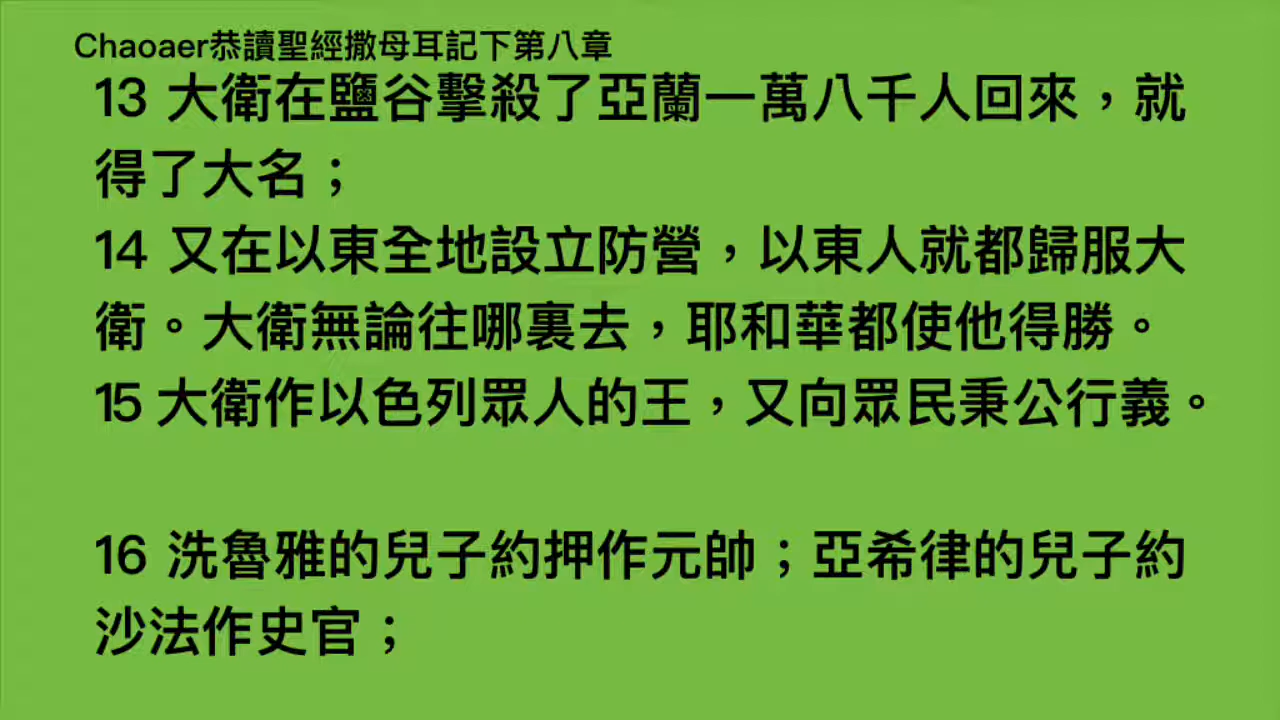 Chaoaer恭讀聖經撒母耳記下第八章
13 大衛在鹽谷擊殺了亞蘭一萬八千人回來，就
得了大名；
14 又在以東全地設立防營，以東人就都歸服大
衛。大衛無論往哪裏去，耶和華都使他得勝。
15 大衛作以色列眾人的王，又向眾民秉公行義。
16 洗魯雅的兒子約押作元帥；亞希律的兒子約
沙法作史官；